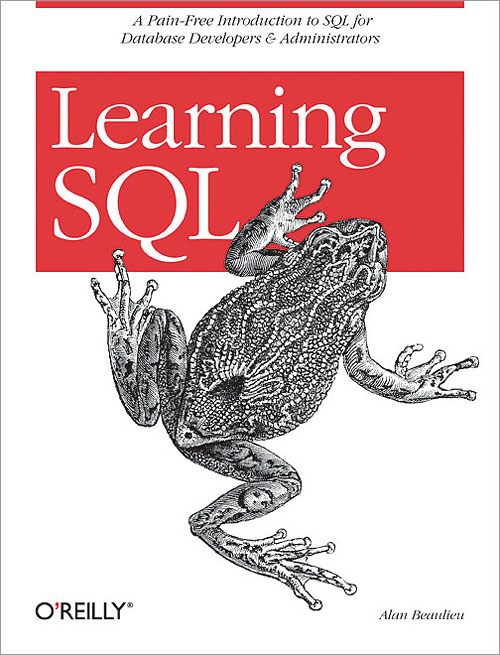 A Pain-Free Introduction to SQL for
Database Developers & Administrators
Learning
SQL
O'REILLY®
Alan Beaulieu